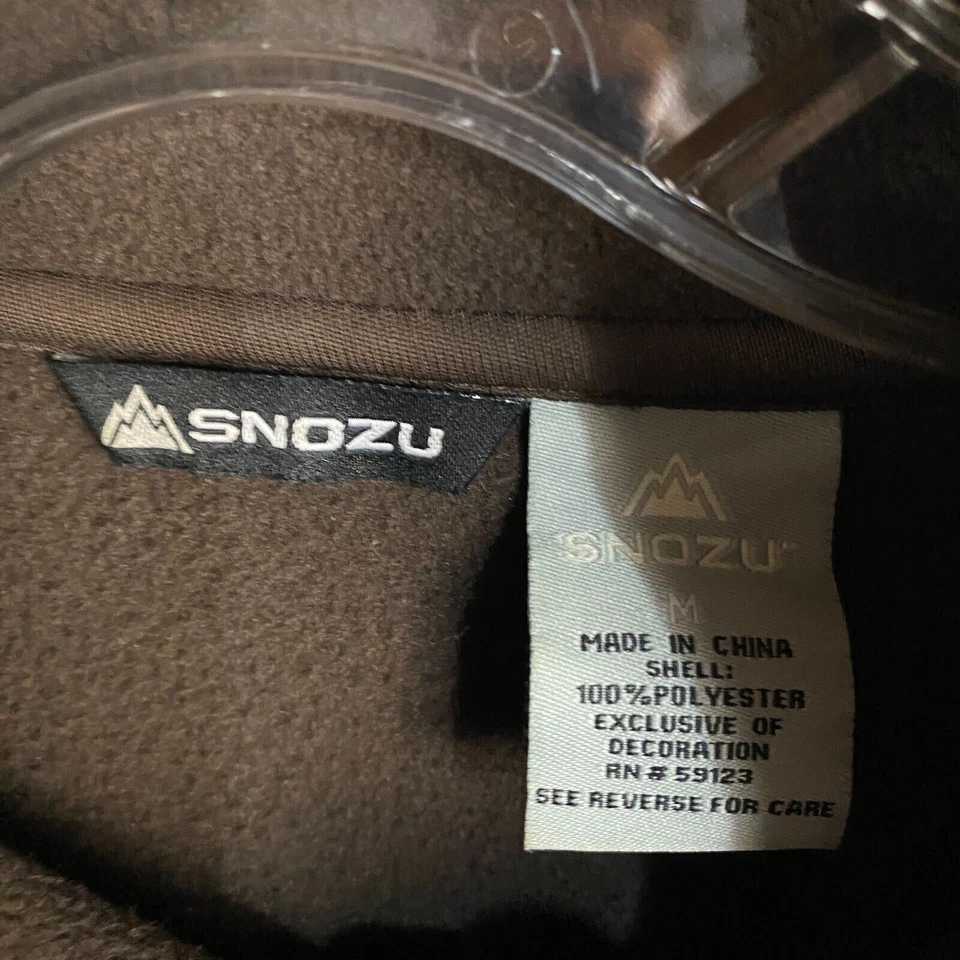 SNOZU
SNOZU
M
MADE IN CHINA
SHELL:
100%POLYESTER
EXCLUSIVE OF
DECORATION
RN # 59123
SEE REVERSE FOR CARE